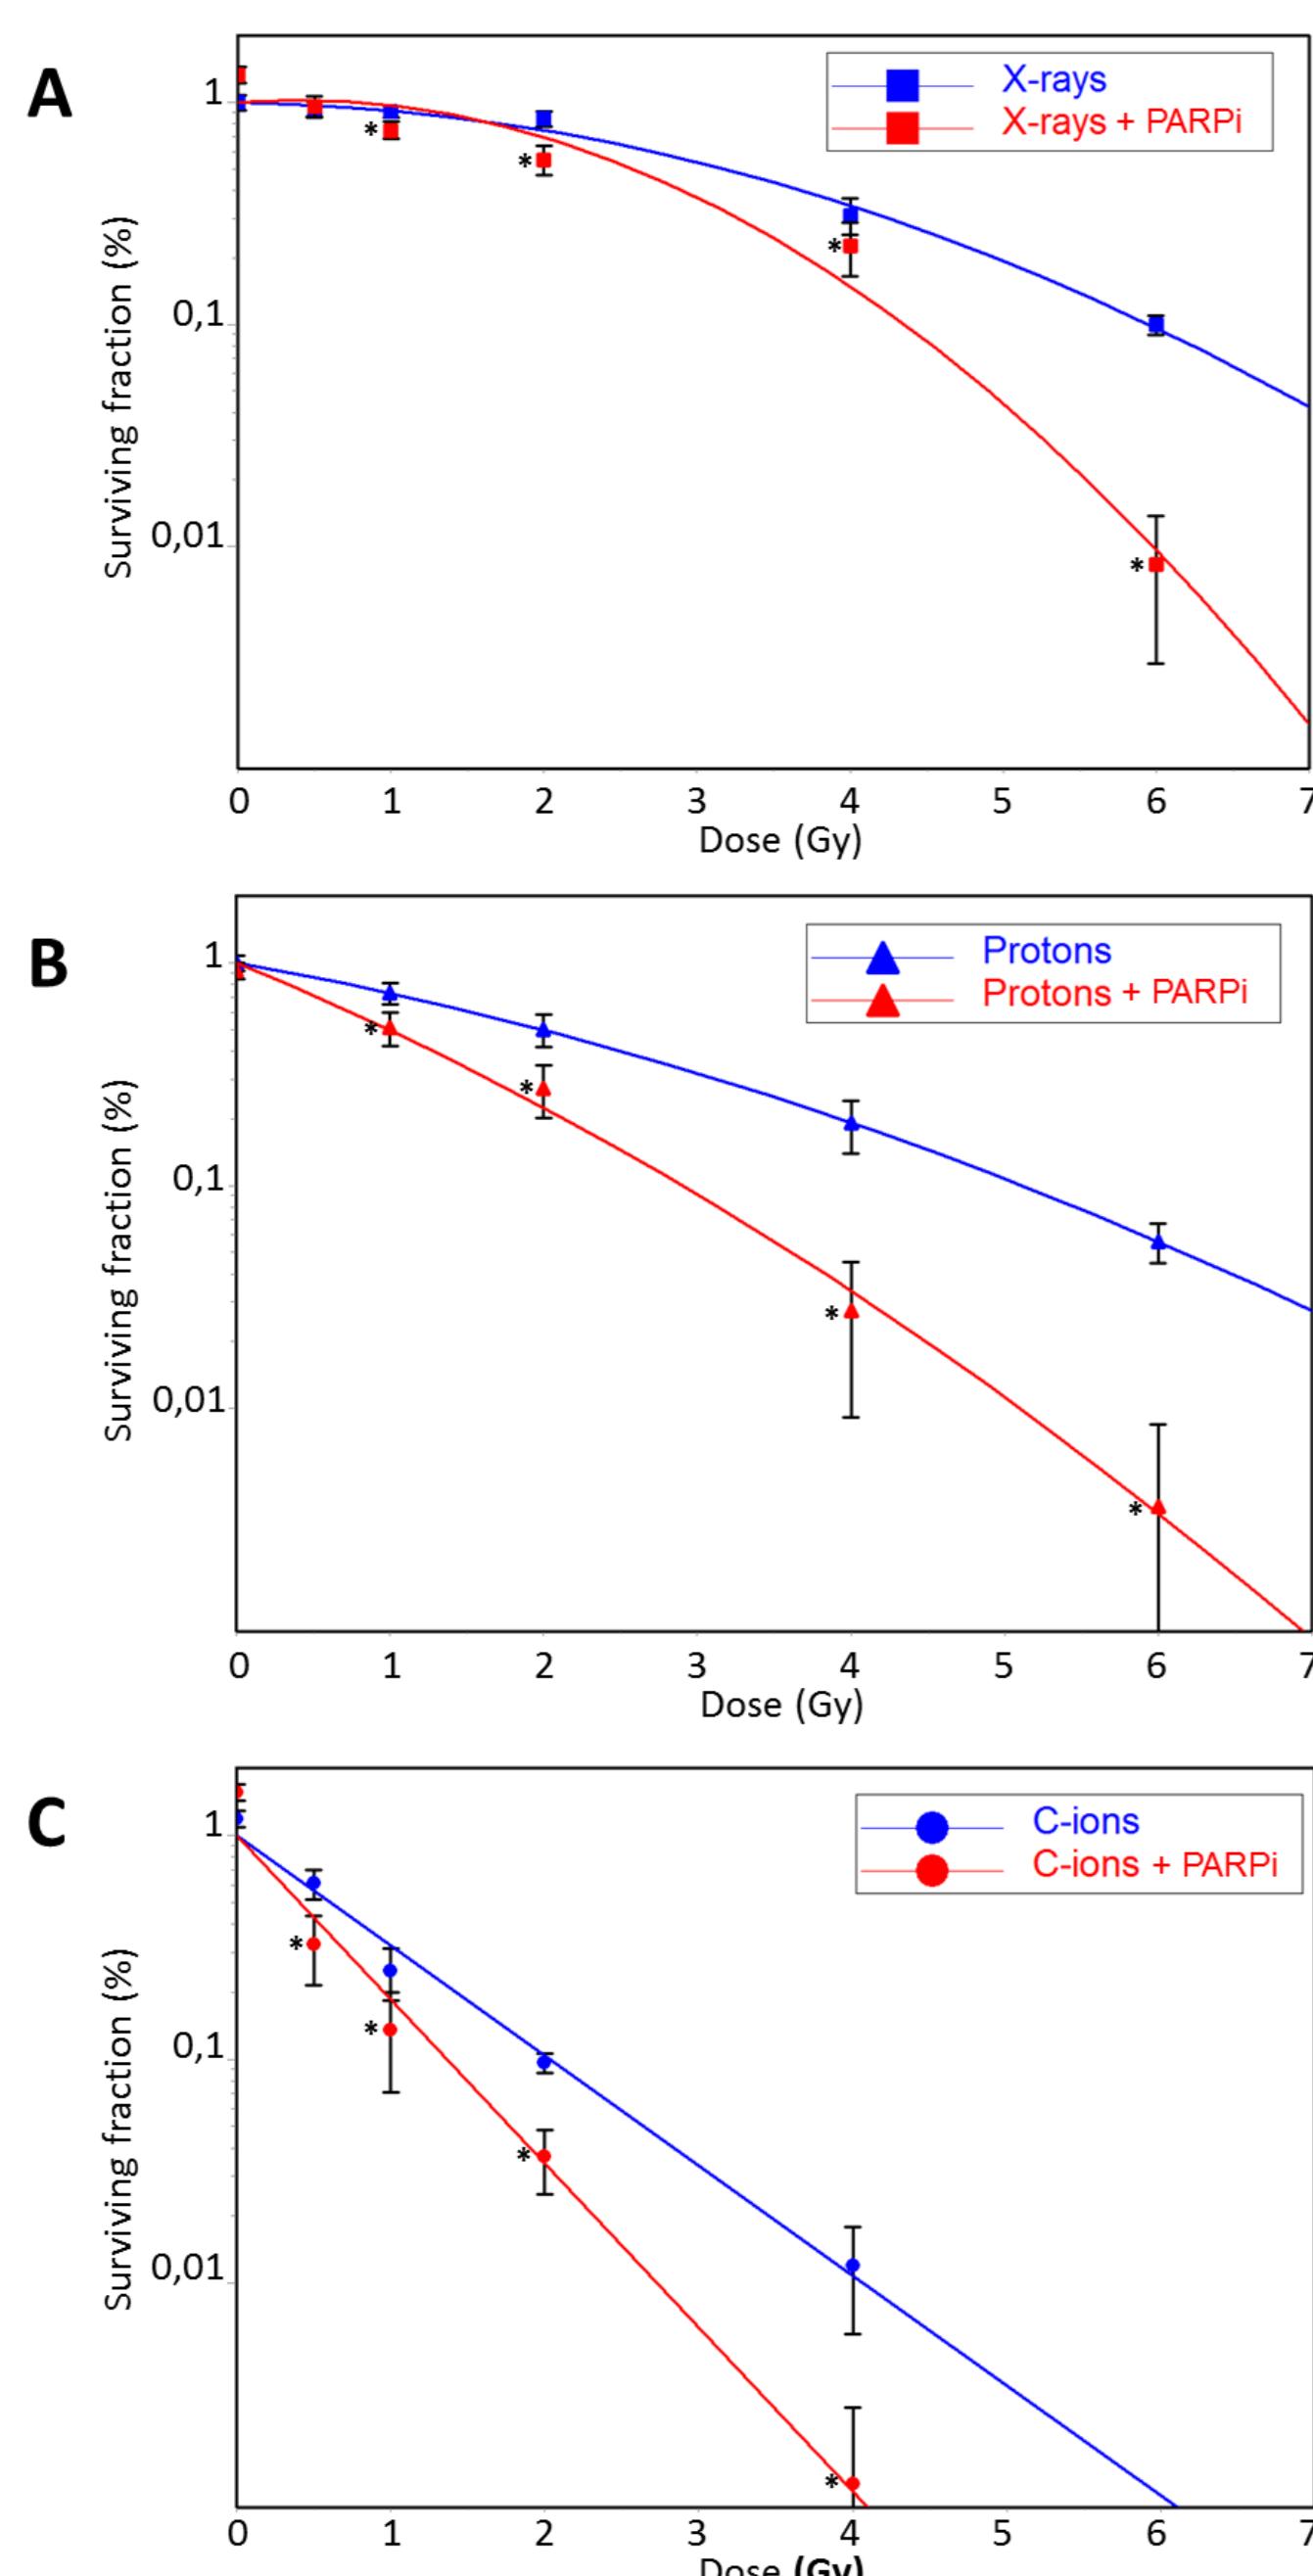 A
X-rays
X-rays + PARPi
Surviving fraction (%)
1
*
*
*
0,1
0,01
*
0 1 2 3 4 5 6 7
Dose (Gy)
B
Protons
Protons + PARPi
Surviving fraction (%)
1
*
*
0,1
*
0,01
*
0 1 2 3 4 5 6 7
Dose (Gy)
C
C-ions
C-ions + PARPi
Surviving fraction (%)
1
*
*
0,1
*
0,01
*
0 1 2 3 4 5 6 7
Dose (Gy)